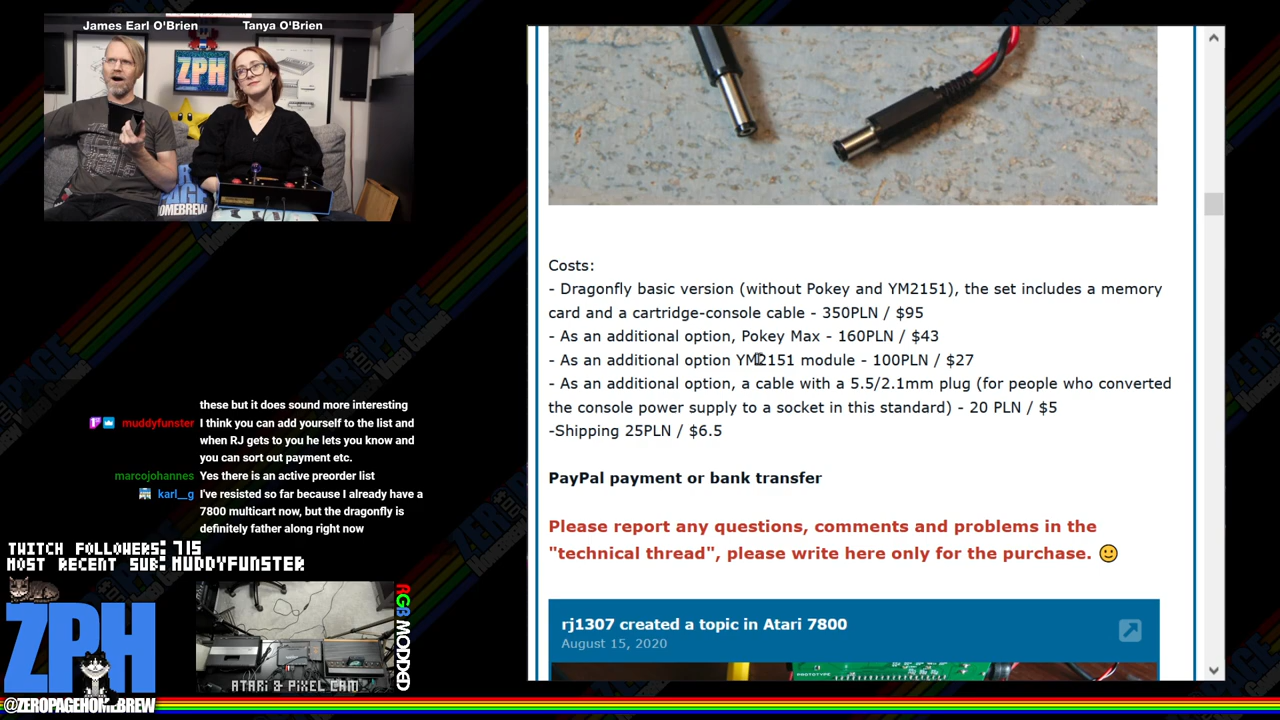 James Earl O'Brien
Tanya O'Brien
ZPH
ZERO
PAGE
HOMEBREW
Costs:
- Dragonfly basic version (without Pokey and YM2151), the set includes a memory
card and a cartridge-console cable - 350PLN / $95
- As an additional option, Pokey Max - 160PLN / $43
- As an additional option YM2151 module - 100PLN / $27
- As an additional option, a cable with a 5.5/2.1mm plug (for people who converted
the console power supply to a socket in this standard) - 20 PLN / $5
-Shipping 25PLN / $6.5
PayPal payment or bank transfer
Please report any questions, comments and problems in the
"technical thread", please write here only for the purchase.
rj1307 created a topic in Atari 7800
August 15, 2020
PROTOTYPE
these but it does sound more interesting
muddyfunster I think you can add yourself to the list and
when RJ gets to you he lets you know and
you can sort out payment etc.
marcojohannes Yes there is an active preorder list
karl__g I've resisted so far because I already have a
7800 multicart now, but the dragonfly is
definitely father along right now
TWITCH FOLLOWERS: 715
MOST RECENT SUB: MUDDYFUNSTER
ZPH
RGB MODDED
ATARI & PIXEL CAM
@ZEROPAGEHOMEBREW